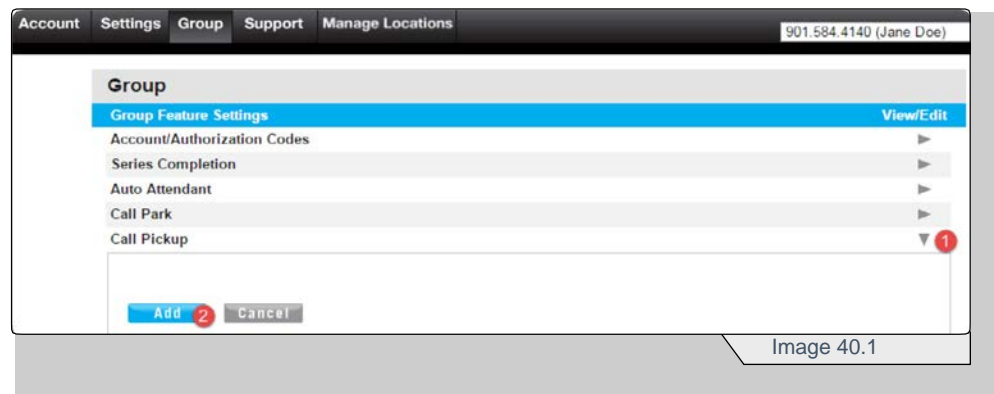 Account Settings Group Support Manage Locations
901.584.4140 (Jane Doe)
Group
Group Feature Settings View/Edit
Account/Authorization Codes
Series Completion
Auto Attendant
Call Park
Call Pickup 1
Add 2 Cancel
Image 40.1